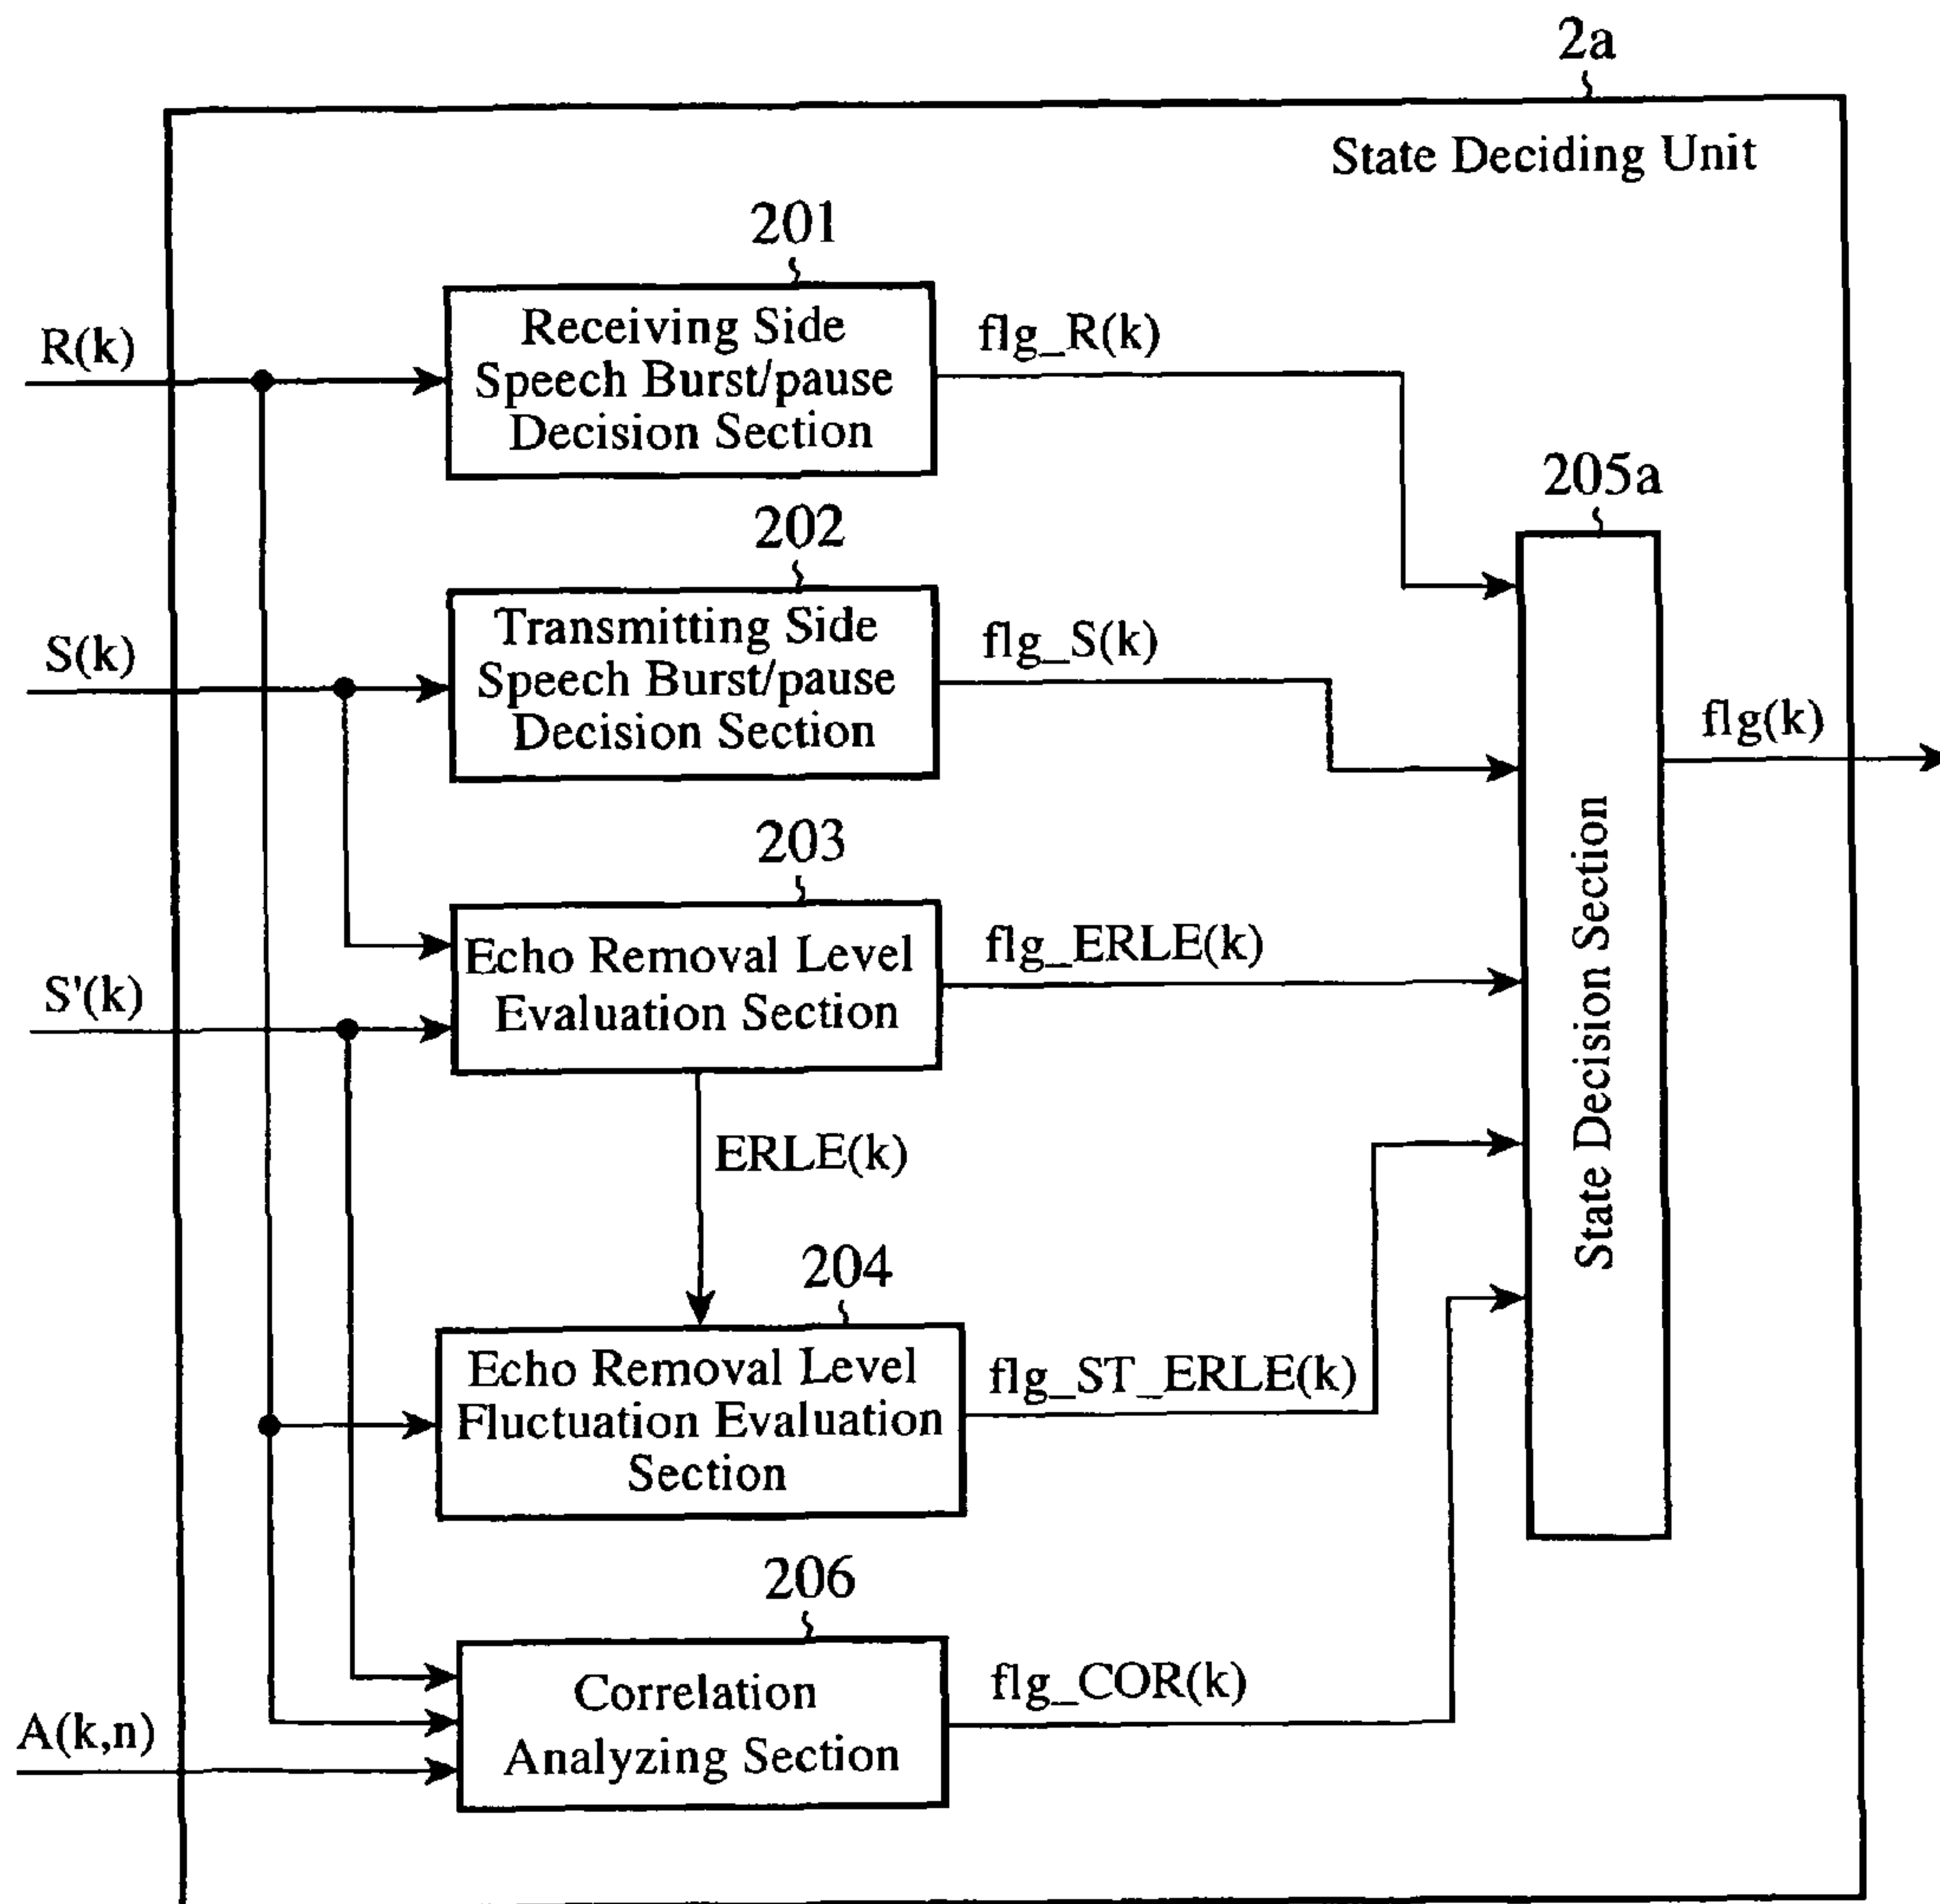 2a
State Deciding Unit
201
R(k)
Receiving Side
Speech Burst/pause
Decision Section
flg_R(k)
205a
202
S(k)
Transmitting Side
Speech Burst/pause
Decision Section
flg_S(k)
flg(k)
State Decision Section
203
S'(k)
Echo Removal Level
Evaluation Section
flg_ERLE(k)
ERLE(k)
204
Echo Removal Level
Fluctuation Evaluation
Section
flg_ST_ERLE(k)
206
A(k,n)
Correlation
Analyzing Section
flg_COR(k)